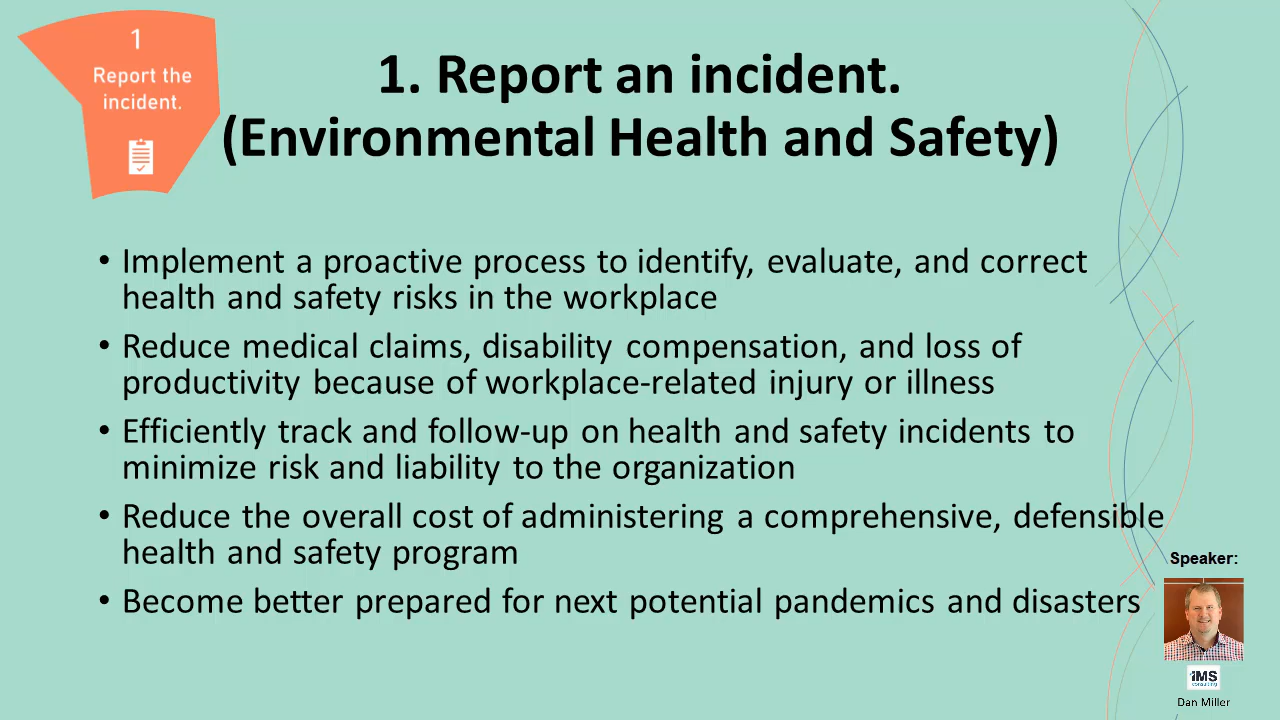 1
Report the
incident.
1. Report an incident.
(Environmental Health and Safety)
• Implement a proactive process to identify, evaluate, and correct
health and safety risks in the workplace
• Reduce medical claims, disability compensation, and loss of
productivity because of workplace-related injury or illness
• Efficiently track and follow-up on health and safety incidents to
minimize risk and liability to the organization
• Reduce the overall cost of administering a comprehensive, defensible
health and safety program
• Become better prepared for next potential pandemics and disasters
Speaker:
iMS
consulting
Dan Miller